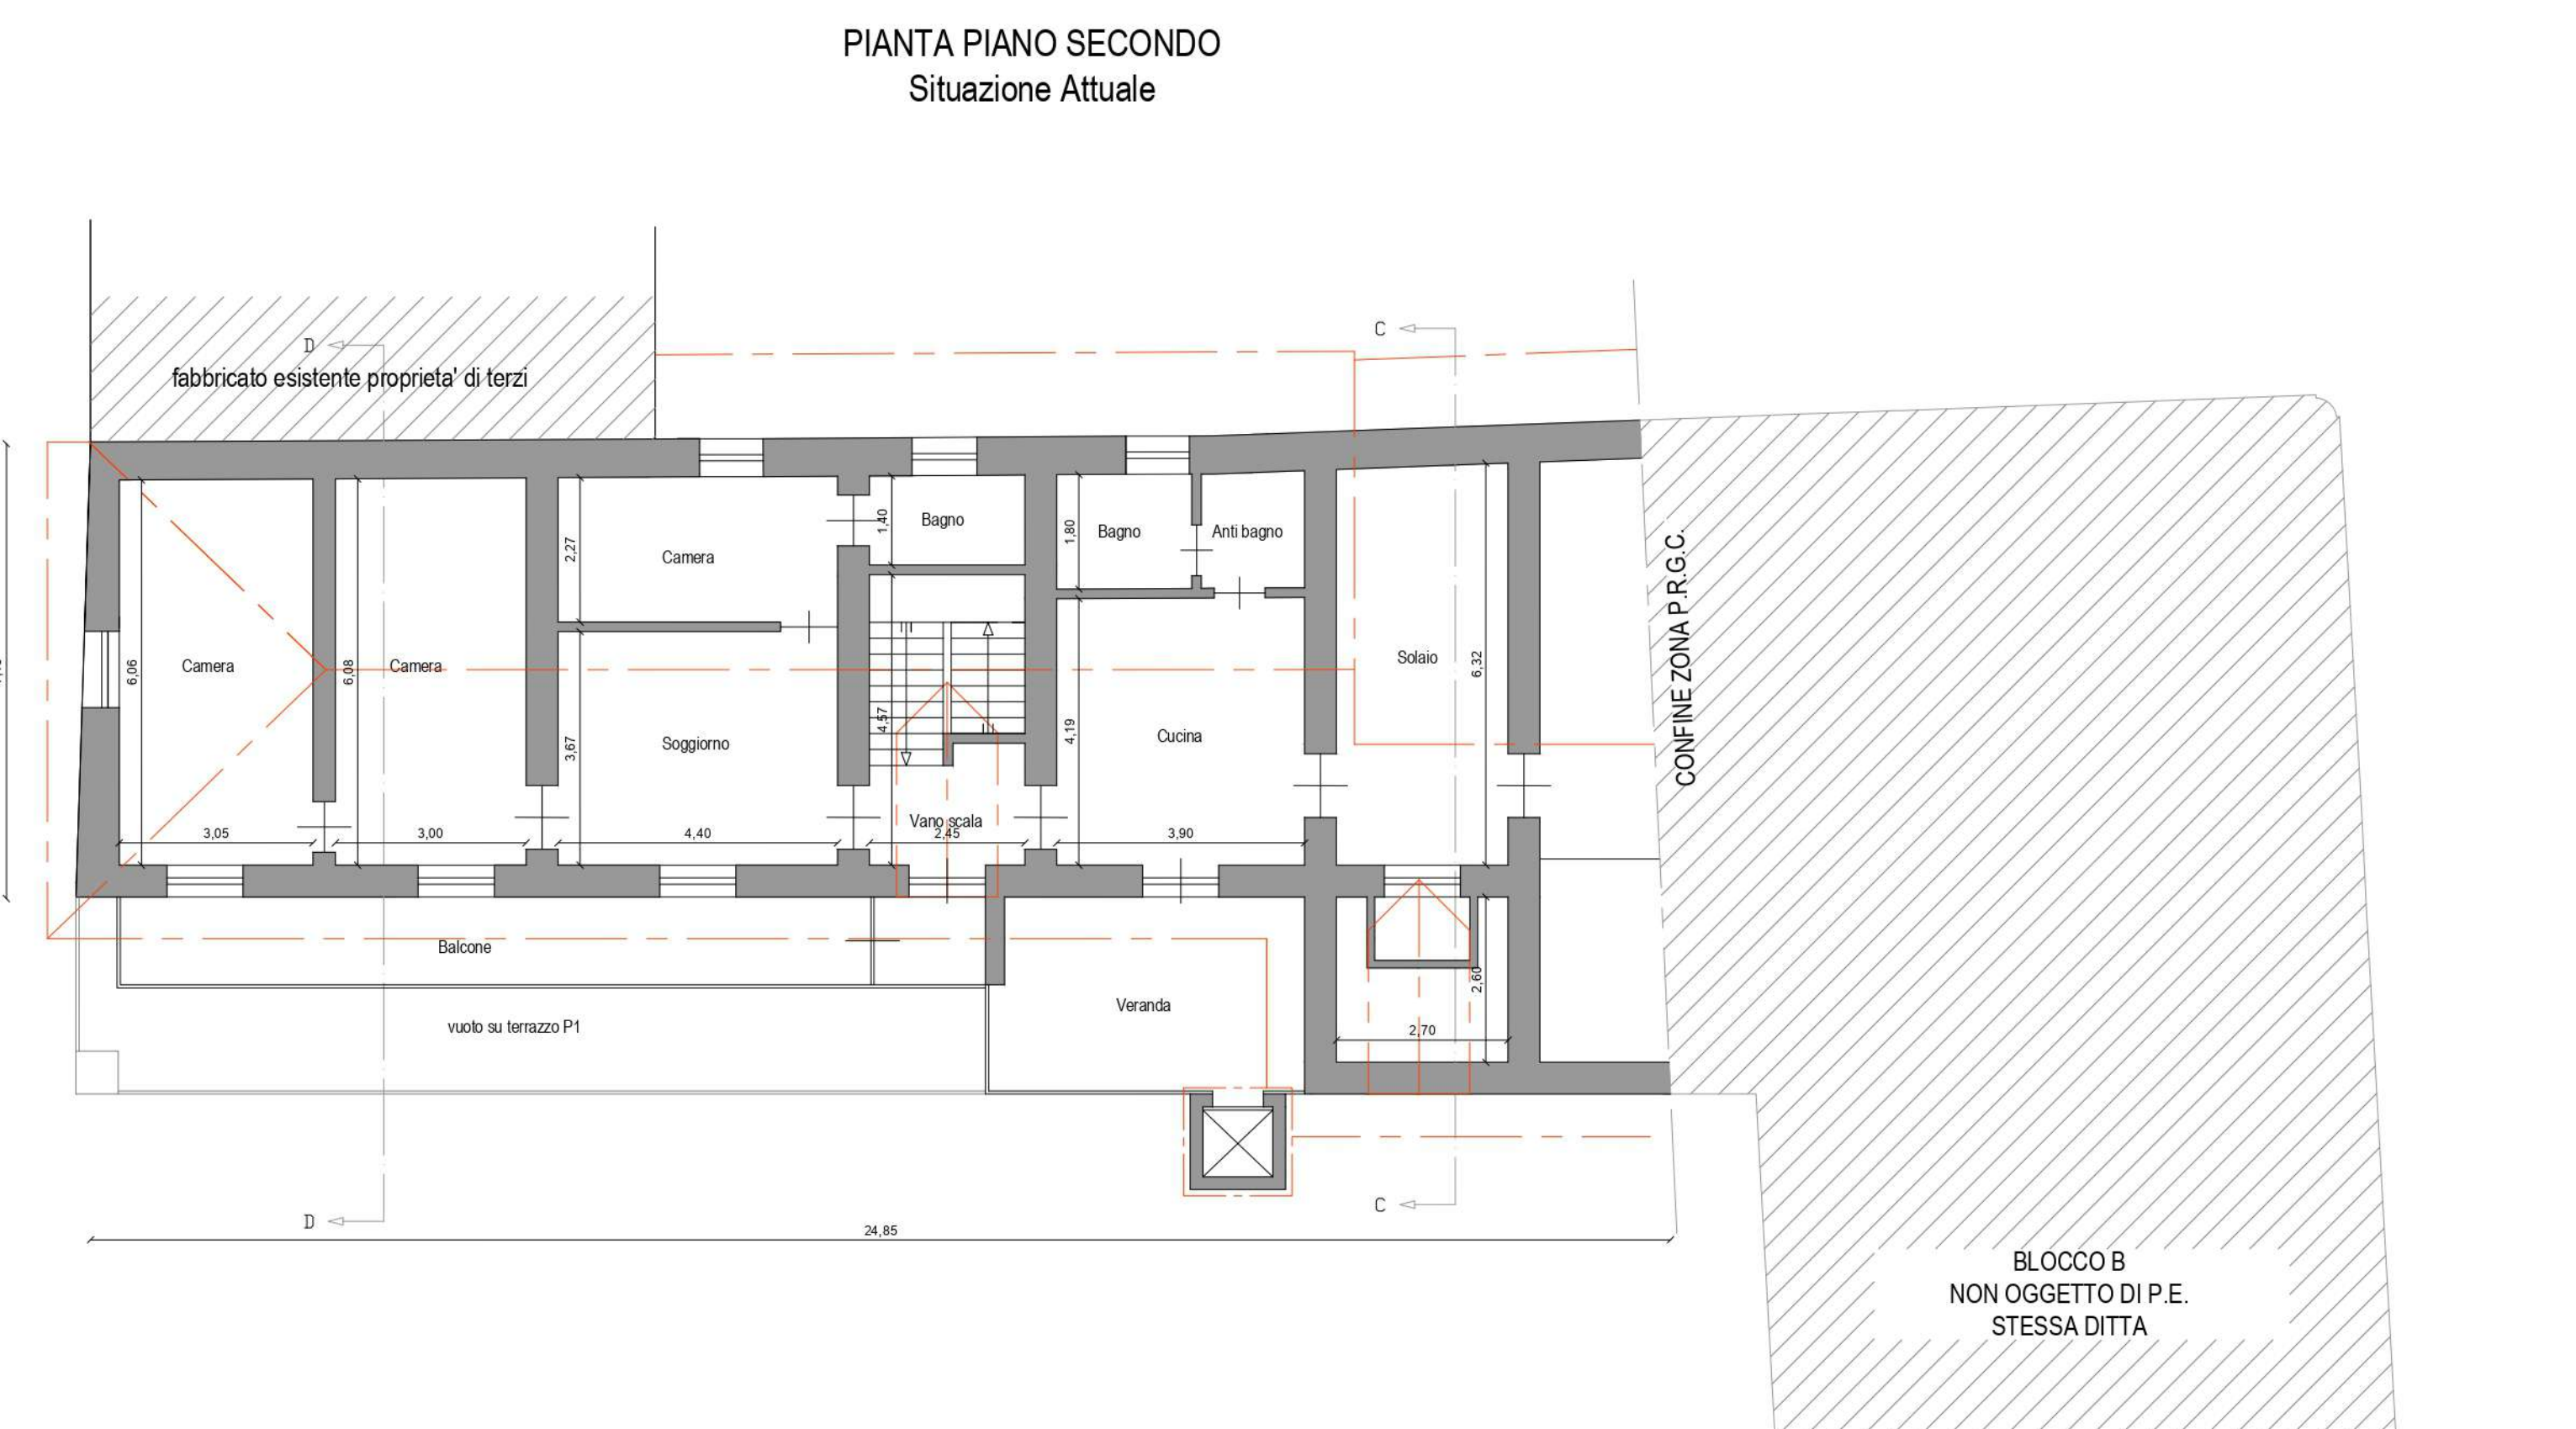 PIANTA PIANO SECONDO
Situazione Attuale
C
D
fabbricato esistente proprieta' di terzi
Bagno
1,40
Bagno
1,80
Anti bagno
2,27
Camera
CONFINE ZONA P.R.G.C.
Camera
6,06
Camera
6,08
Solaio
6,32
Soggiorno
3,67
4,57
Cucina
4,19
Vano scala
3,05
3,00
4,40
2,45
3,90
Balcone
2,60
Veranda
vuoto su terrazzo P1
2,70
C
D
24,85
BLOCCO B
NON OGGETTO DI P.E.
STESSA DITTA